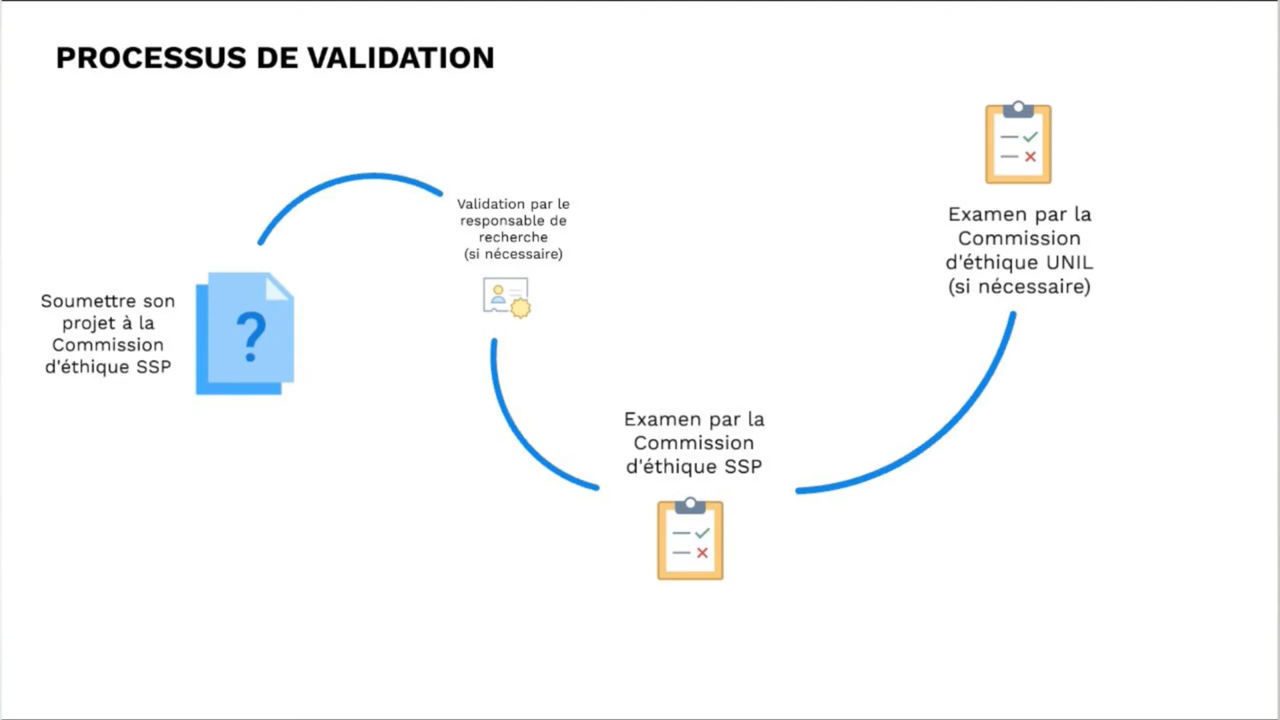 PROCESSUS DE VALIDATION
Soumettre son
projet à la
Commission
d'éthique SSP
?
Validation par le
responsable de
recherche
(si nécessaire)
Examen par la
Commission
d'éthique SSP
Examen par la
Commission
d'éthique UNIL
(si nécessaire)